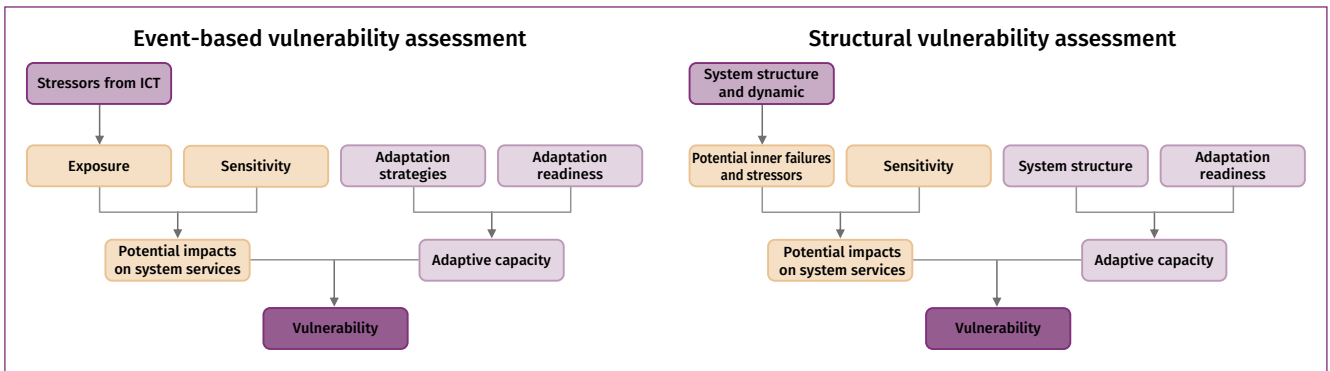 Event-based vulnerability assessment
Stressors from ICT
Exposure
Sensitivity
Adaptation
strategies
Adaptation
readiness
Potential impacts
on system services
Adaptive capacity
Vulnerability
Structural vulnerability assessment
System structure
and dynamic
Potential inner failures
and stressors
Sensitivity
System structure
Adaptation
readiness
Potential impacts
on system services
Adaptive capacity
Vulnerability